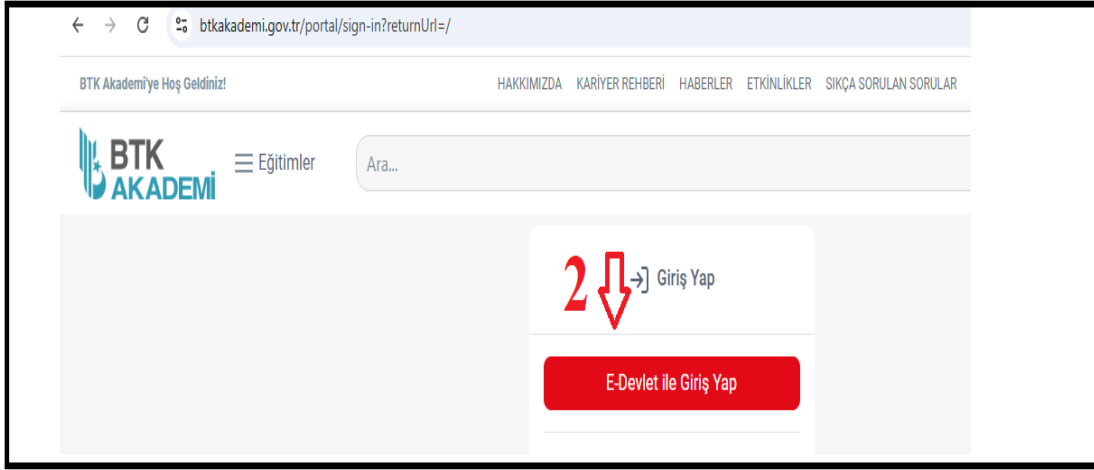 btkakademi.gov.tr/portal/sign-in?returnUrl=/
BTK Akademi'ye Hoş Geldiniz! HAKKIMIZDA KARİYER REHBERİ HABERLER ETKİNLİKLER SIKÇA SORULAN SORULAR
BTK
AKADEMİ
Eğitimler
Ara...
2 Giriş Yap
E-Devlet ile Giriş Yap